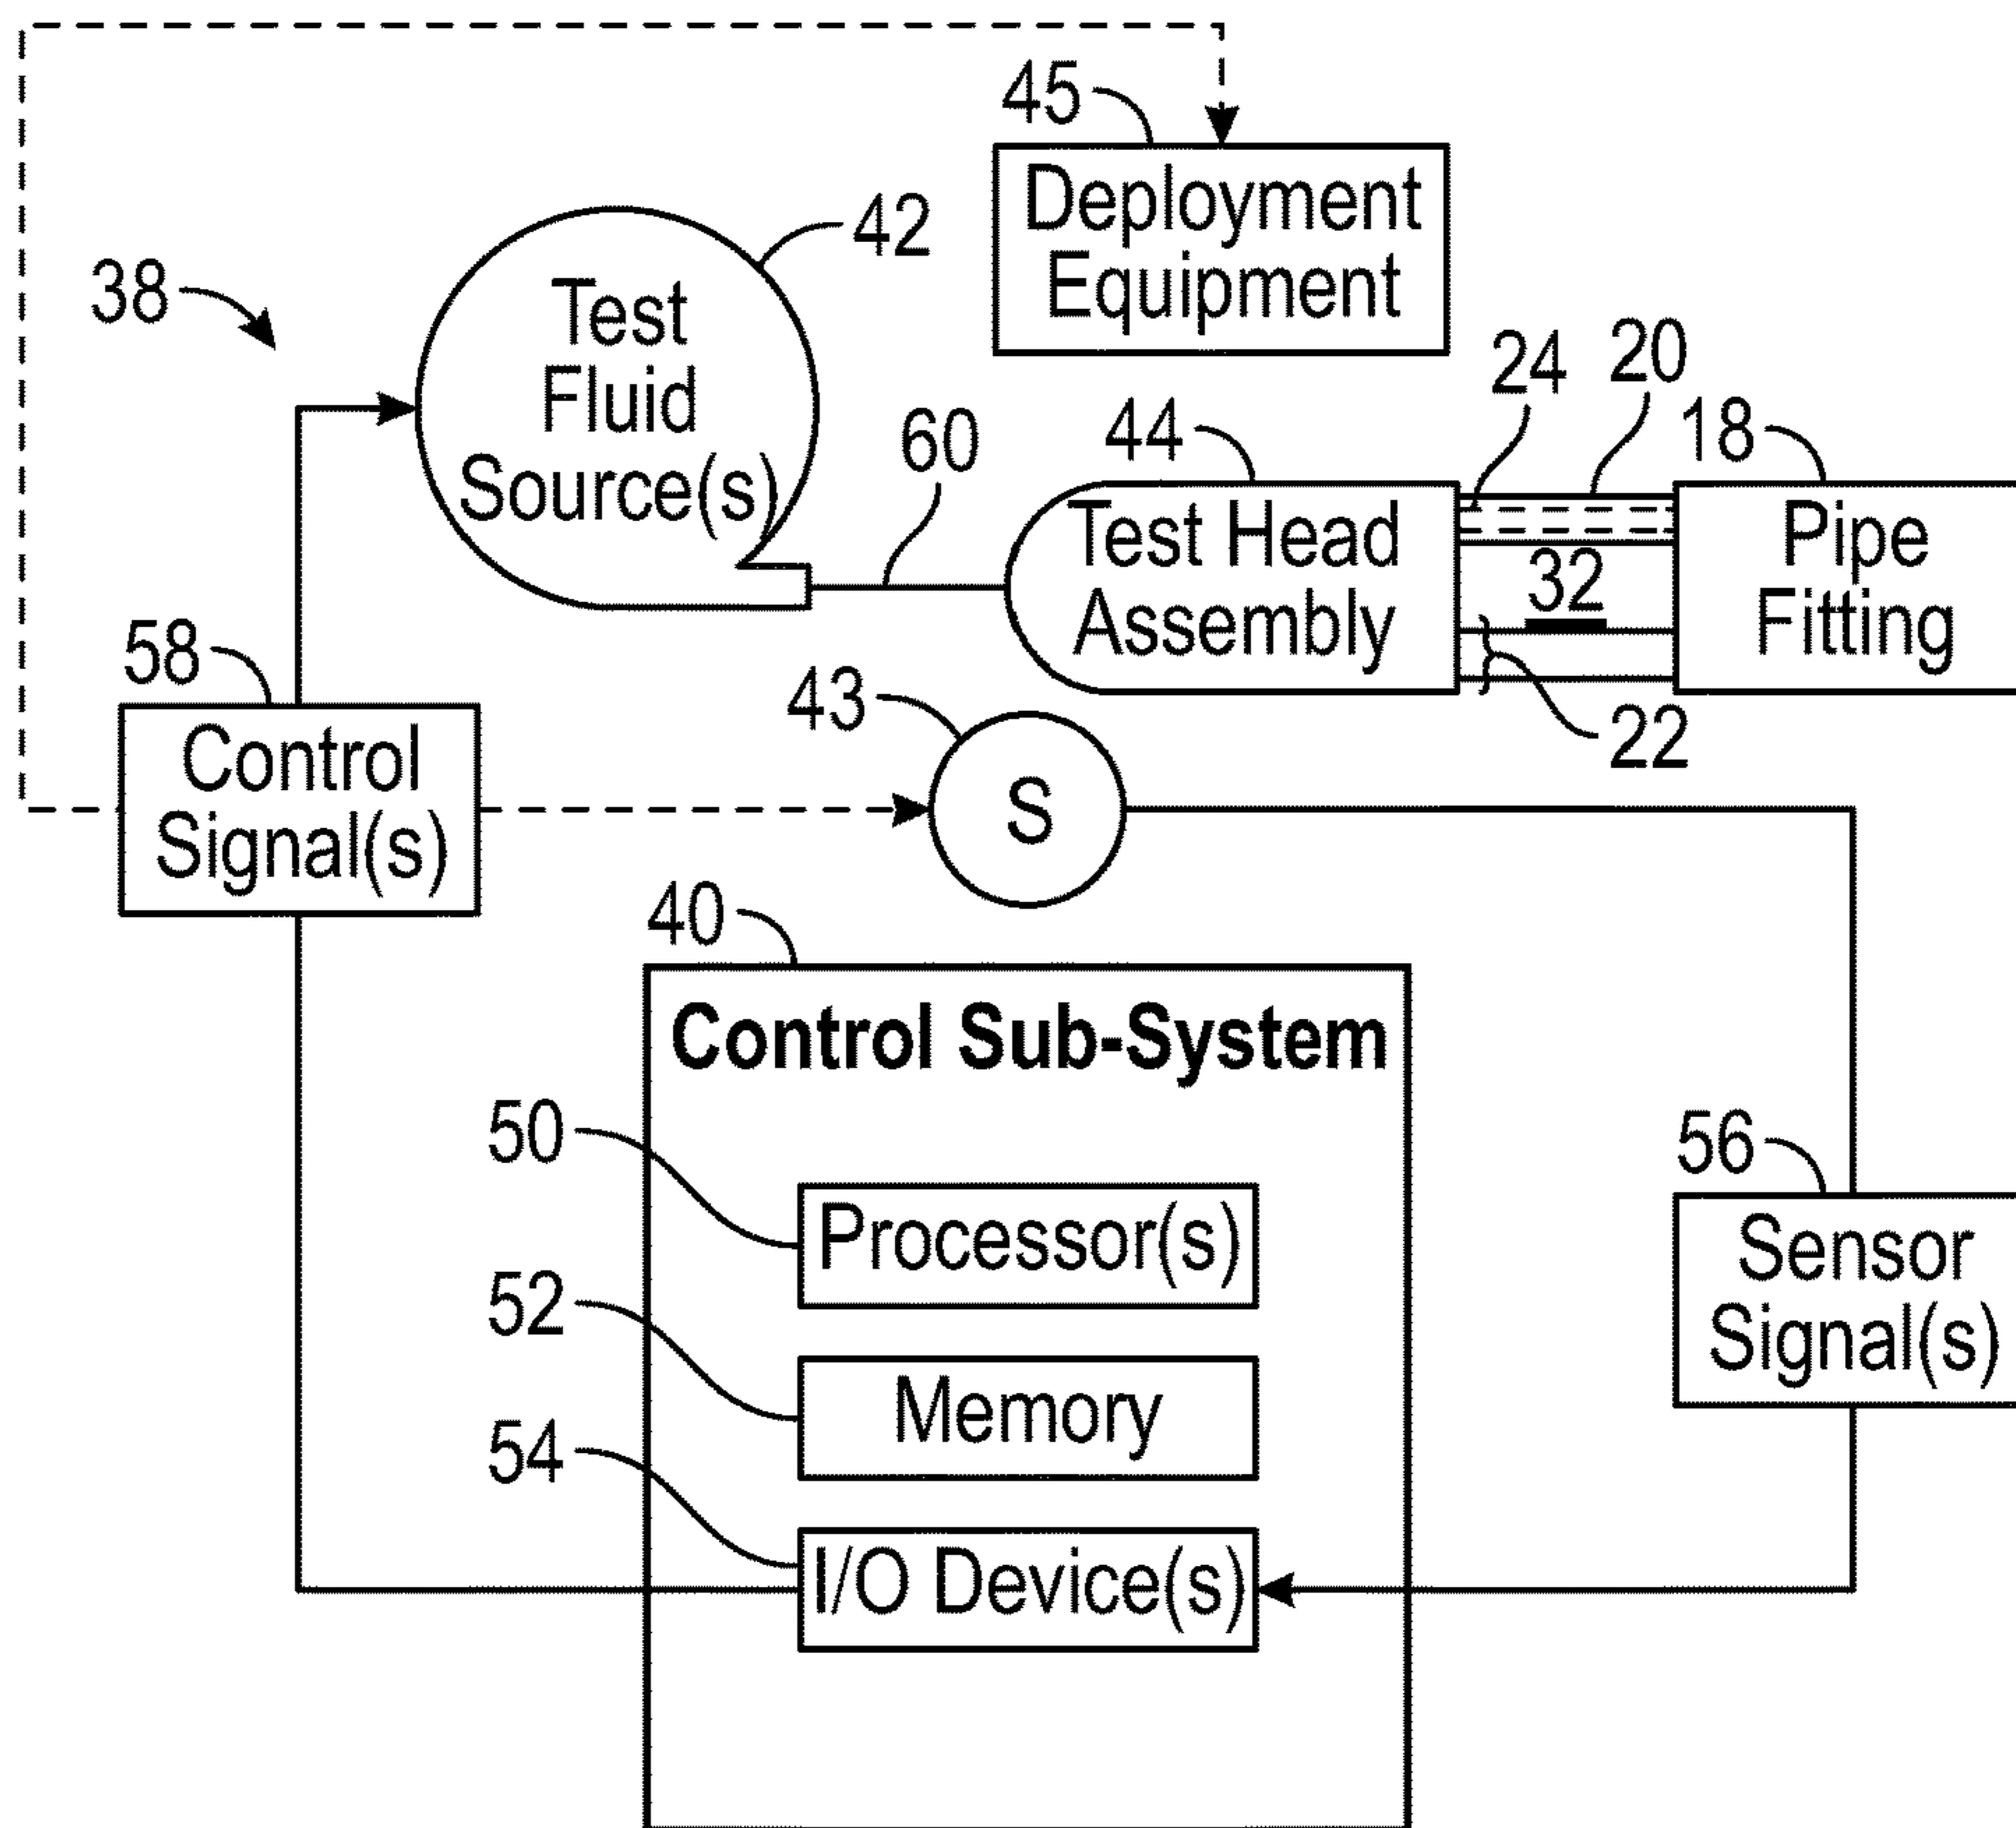 45
Deployment
Equipment
42
38
Test
Fluid
Source(s)
24
20
60
44
18
Test Head
Assembly
Pipe
Fitting
32
58
43
22
Control
Signal(s)
S
40
Control Sub-System
50
Processor(s)
56
Sensor
Signal(s)
52
Memory
54
I/O Device(s)